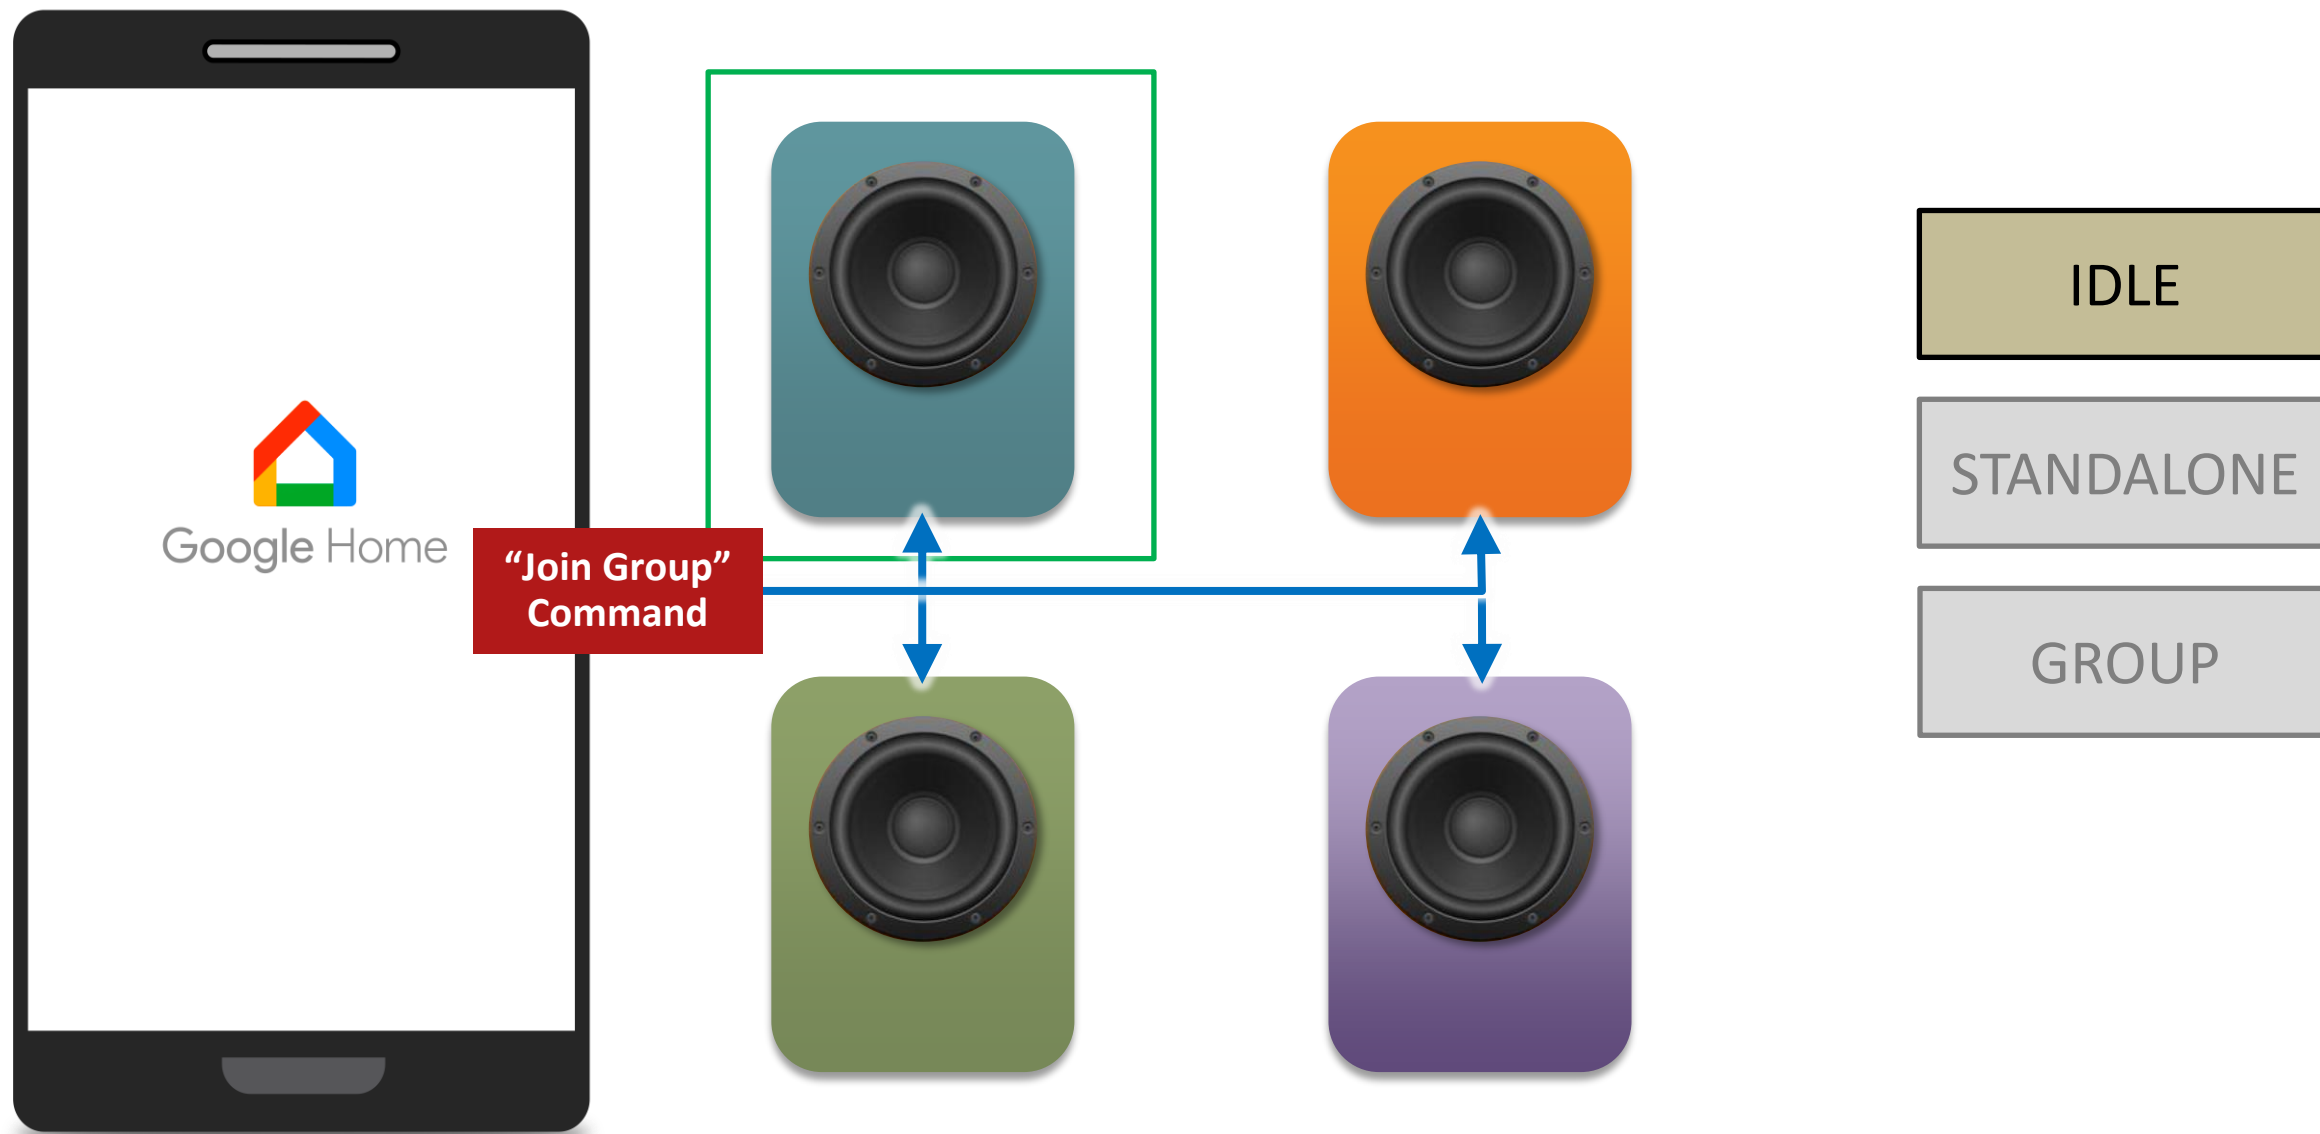 Google Home
“Join Group”
Command
IDLE
STANDALONE
GROUP